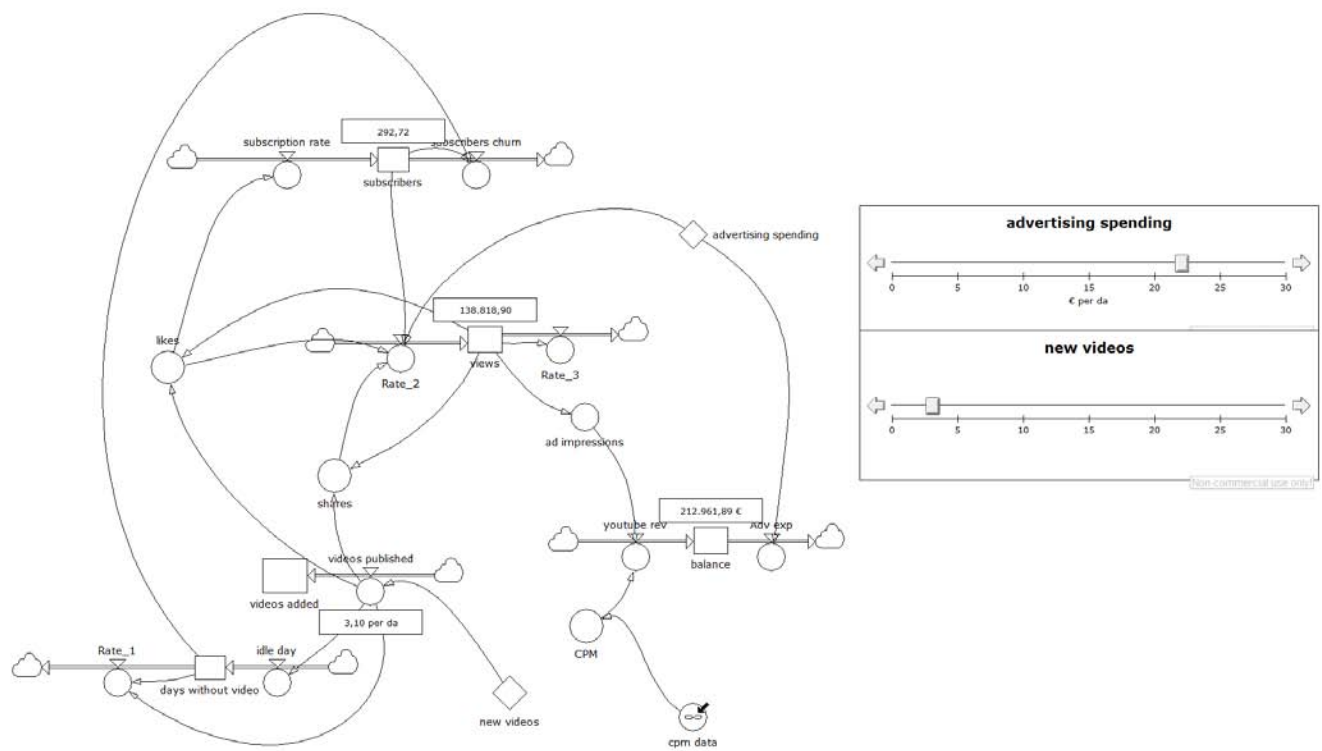 292,72
subscription rate
subscribers churn
subscribers
advertising spending
138.818,90
likes
views
Rate_2
Rate_3
ad impressions
shares
212.961,89 €
youtube rev
Adv exp
balance
videos published
videos added
3,10 per da
CPM
Rate_1
idle day
days without video
new videos
cpm data
advertising spending
0 5 10 15 20 25 30
€ per da
new videos
0 5 10 15 20 25 30
Non-commercial use only!